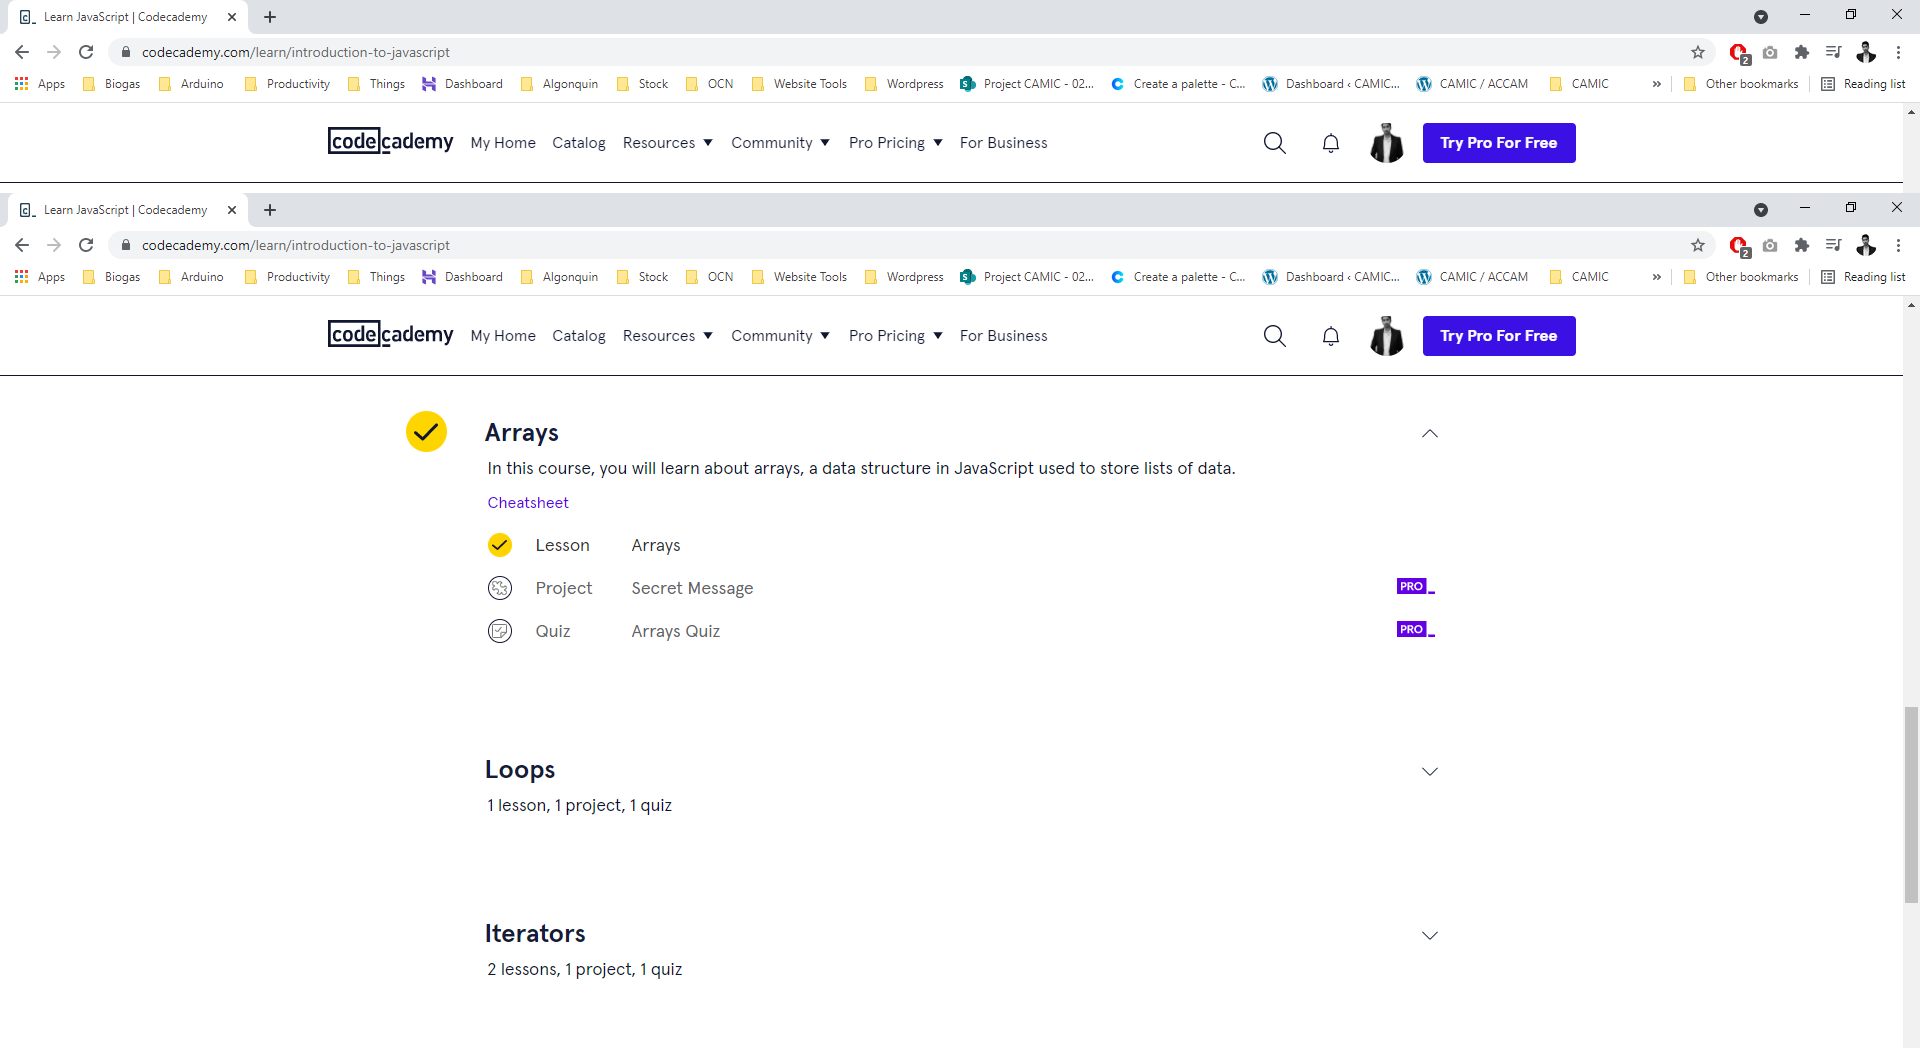 Learn JavaScript | Codecademy
codecademy.com/learn/introduction-to-javascript
2
Apps Biogas Arduino Productivity Things Dashboard Algonquin Stock OCN Website Tools Wordpress Project CAMIC - 02... Create a palette - C... Dashboard ‹ CAMIC... CAMIC / ACCAM CAMIC » Other bookmarks Reading list
codecademy My Home Catalog Resources Community Pro Pricing For Business Try Pro For Free
Learn JavaScript | Codecademy
codecademy.com/learn/introduction-to-javascript
2
Apps Biogas Arduino Productivity Things Dashboard Algonquin Stock OCN Website Tools Wordpress Project CAMIC - 02... Create a palette - C... Dashboard ‹ CAMIC... CAMIC / ACCAM CAMIC » Other bookmarks Reading list
codecademy My Home Catalog Resources Community Pro Pricing For Business Try Pro For Free
Arrays
In this course, you will learn about arrays, a data structure in JavaScript used to store lists of data.
Cheatsheet
Lesson Arrays
Project Secret Message PRO_
Quiz Arrays Quiz PRO_
Loops
1 lesson, 1 project, 1 quiz
Iterators
2 lessons, 1 project, 1 quiz